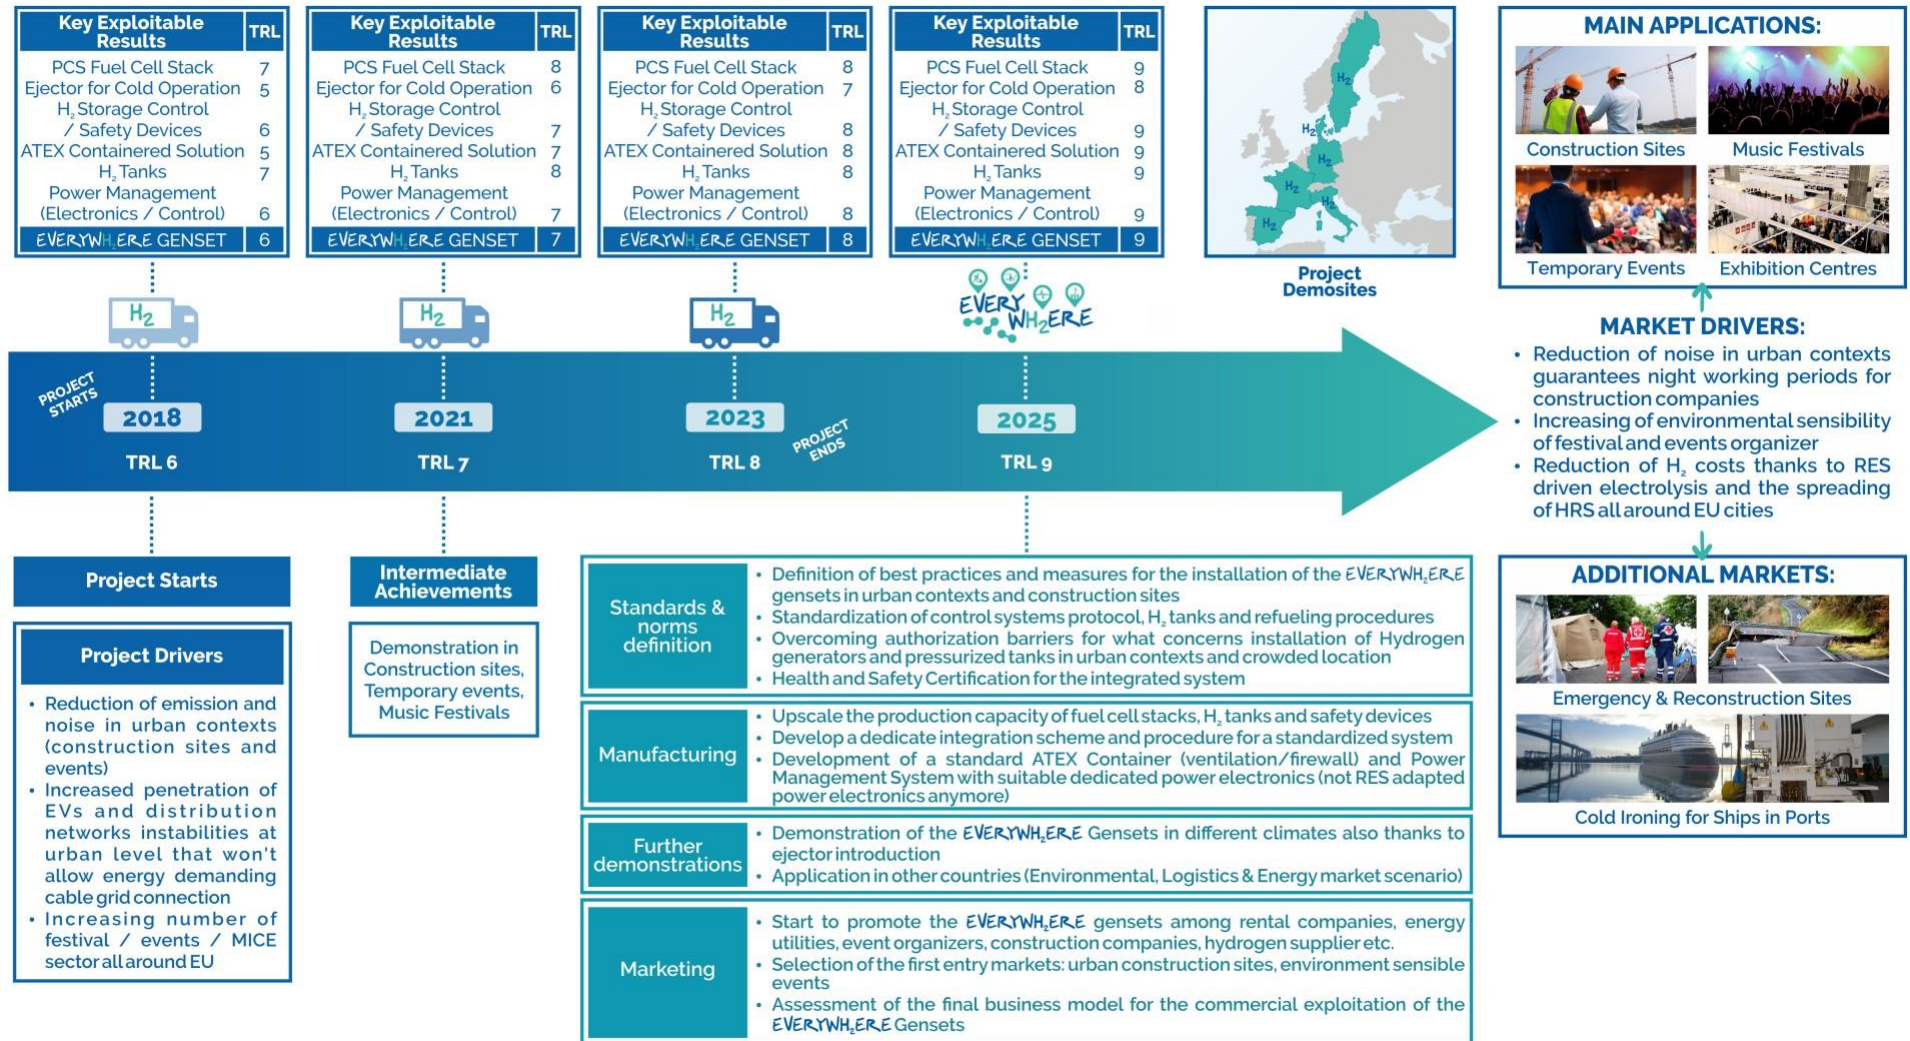 Key Exploitable
Results
TRL
PCS Fuel Cell Stack 7
Ejector for Cold Operation 5
H₂ Storage Control
/ Safety Devices 6
ATEX Containered Solution 5
H₂ Tanks 7
Power Management
(Electronics / Control) 6
EVERYWH₂ERE GENSET 6
Key Exploitable
Results
TRL
PCS Fuel Cell Stack 8
Ejector for Cold Operation 6
H₂ Storage Control
/ Safety Devices 7
ATEX Containered Solution 7
H₂ Tanks 8
Power Management
(Electronics / Control) 7
EVERYWH₂ERE GENSET 7
Key Exploitable
Results
TRL
PCS Fuel Cell Stack 8
Ejector for Cold Operation 7
H₂ Storage Control
/ Safety Devices 8
ATEX Containered Solution 8
H₂ Tanks 8
Power Management
(Electronics / Control) 8
EVERYWH₂ERE GENSET 8
Key Exploitable
Results
TRL
PCS Fuel Cell Stack 9
Ejector for Cold Operation 8
H₂ Storage Control
/ Safety Devices 9
ATEX Containered Solution 9
H₂ Tanks 9
Power Management
(Electronics / Control) 9
EVERYWH₂ERE GENSET 9
H₂
H₂
H₂
H₂
H₂
H₂
Project
Demosites
H₂
H₂
H₂
EVERY
WH₂ERE
PROJECT
STARTS
2018
TRL 6
2021
TRL 7
2023
TRL 8
PROJECT
ENDS
2025
TRL 9
MAIN APPLICATIONS:
Construction Sites
Music Festivals
Temporary Events
Exhibition Centres
MARKET DRIVERS:
• Reduction of noise in urban contexts
guarantees night working periods for
construction companies
• Increasing of environmental sensibility
of festival and events organizer
• Reduction of H₂ costs thanks to RES
driven electrolysis and the spreading
of HRS all around EU cities
ADDITIONAL MARKETS:
Emergency & Reconstruction Sites
Cold Ironing for Ships in Ports
Project Starts
Project Drivers
• Reduction of emission and
noise in urban contexts
(construction sites and
events)
• Increased penetration of
EVs and distribution
networks instabilities at
urban level that won't
allow energy demanding
cable grid connection
• Increasing number of
festival / events / MICE
sector all around EU
Intermediate
Achievements
Demonstration in
Construction sites,
Temporary events,
Music Festivals
Standards &
norms
definition
• Definition of best practices and measures for the installation of the EVERYWH₂ERE
gensets in urban contexts and construction sites
• Standardization of control systems protocol, H₂ tanks and refueling procedures
• Overcoming authorization barriers for what concerns installation of Hydrogen
generators and pressurized tanks in urban contexts and crowded location
• Health and Safety Certification for the integrated system
Manufacturing
• Upscale the production capacity of fuel cell stacks, H₂ tanks and safety devices
• Develop a dedicate integration scheme and procedure for a standardized system
• Development of a standard ATEX Container (ventilation/firewall) and Power
Management System with suitable dedicated power electronics (not RES adapted
power electronics anymore)
Further
demonstrations
• Demonstration of the EVERYWH₂ERE Gensets in different climates also thanks to
ejector introduction
• Application in other countries (Environmental, Logistics & Energy market scenario)
Marketing
• Start to promote the EVERYWH₂ERE gensets among rental companies, energy
utilities, event organizers, construction companies, hydrogen supplier etc.
• Selection of the first entry markets: urban construction sites, environment sensible
events
• Assessment of the final business model for the commercial exploitation of the
EVERYWH₂ERE Gensets